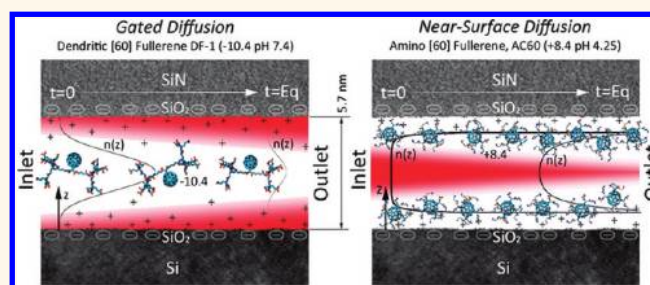 Gated Diffusion
Dendritic [60] Fullerene DF-1 (-10.4 pH 7.4)
SiN
t=0
t=Eq
SiO₂
Inlet
n(z)
n(z)
-10.4
z
Outlet
SiO₂
Si
5.7 nm
Near-Surface Diffusion
Amino [60] Fullerene, AC60 (+8.4 pH 4.25)
SiN
t=0
t=Eq
SiO₂
Inlet
n(z)
+8.4
n(z)
z
Outlet
SiO₂
Si